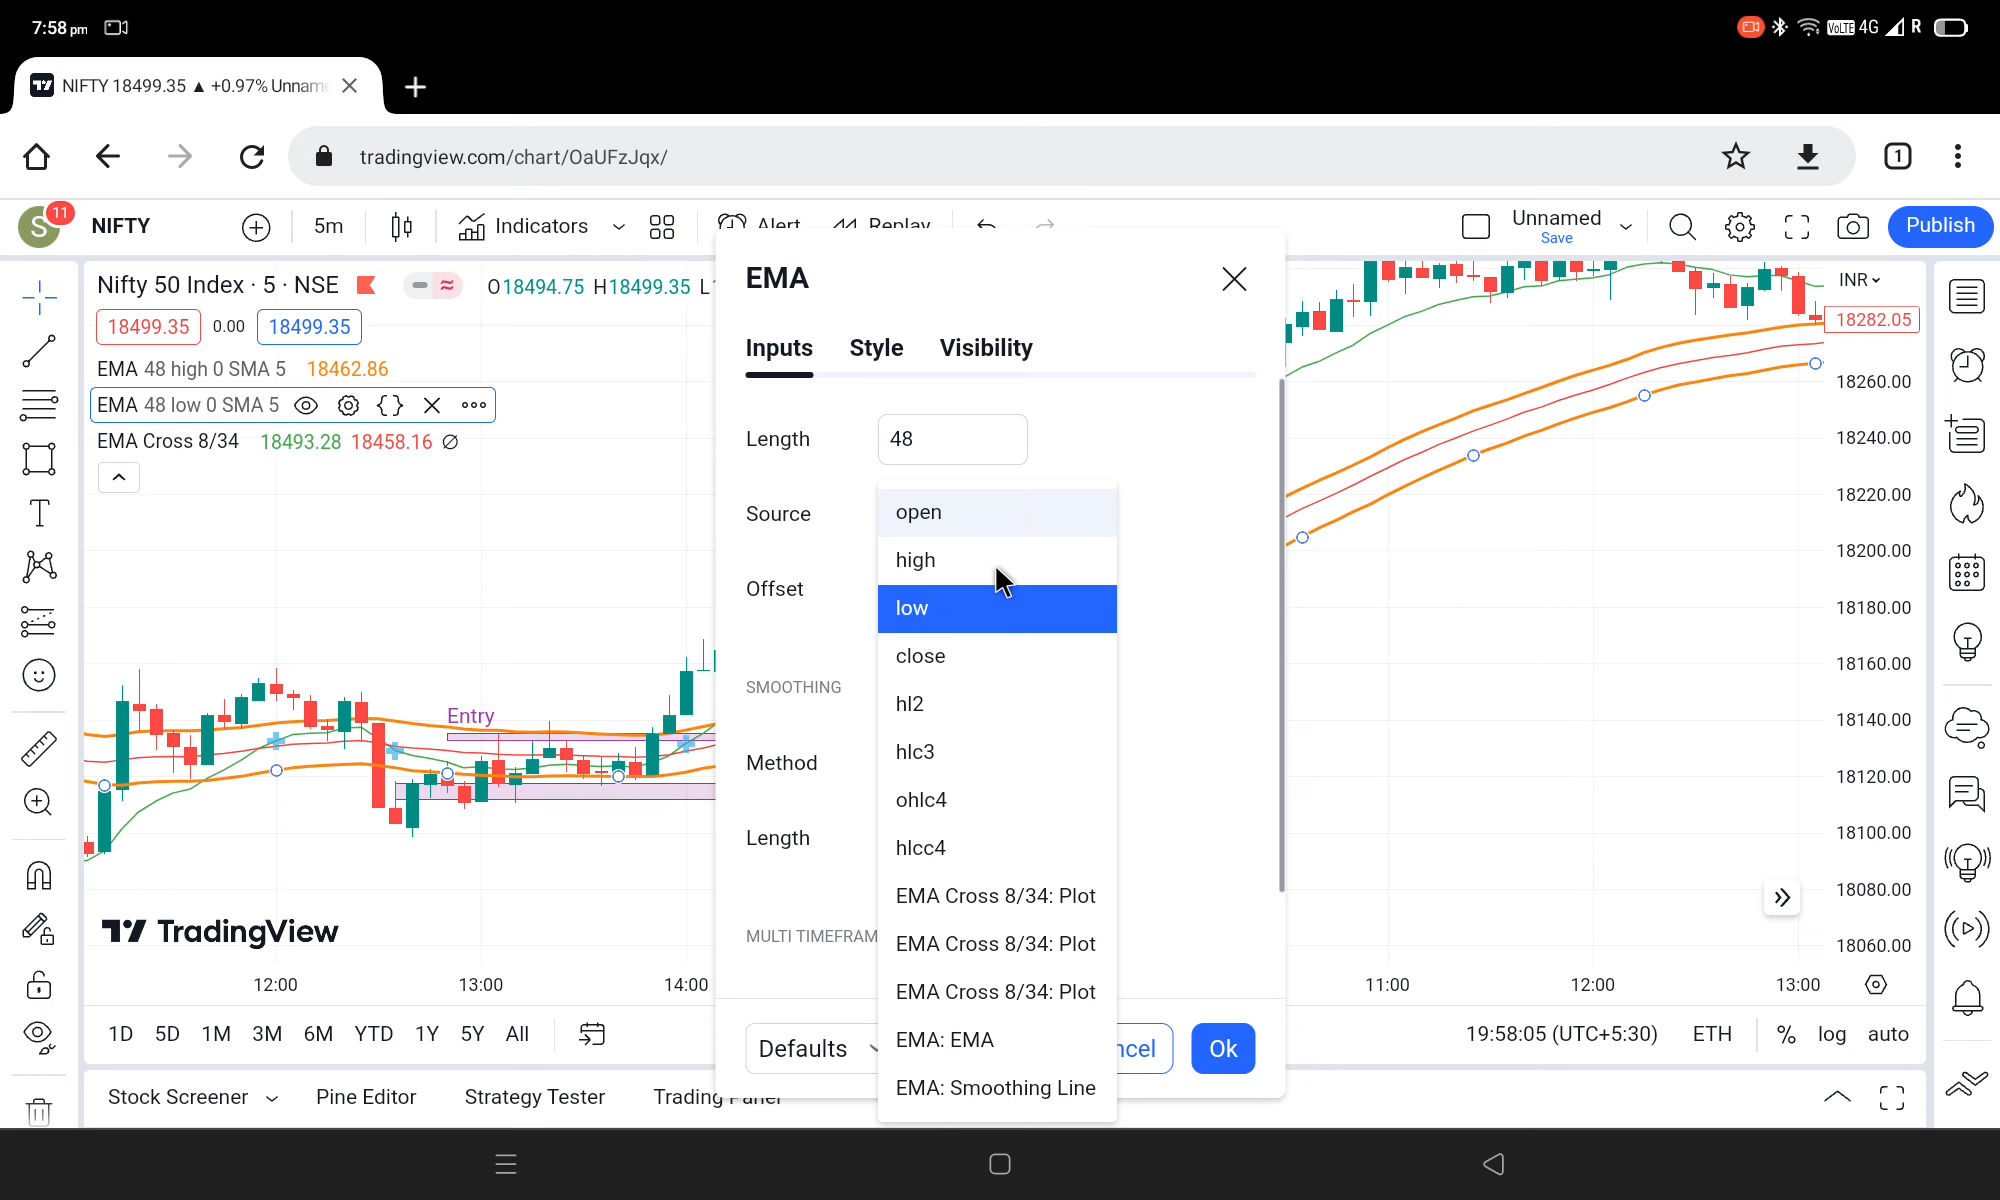 7:58 pm
VoLTE 4G R
NIFTY 18499.35 ▲ +0.97% Unname
tradingview.com/chart/OaUFzJqx/
1
S 11 NIFTY 5m Indicators Alert Replay Unnamed Save Publish
Nifty 50 Index · 5 · NSE O18494.75 H18499.35 L
18499.35 0.00 18499.35
EMA 48 high 0 SMA 5 18462.86
EMA 48 low 0 SMA 5
EMA Cross 8/34 18493.28 18458.16 ∅
Entry
TradingView
12:00 13:00 14:00
EMA
Inputs Style Visibility
Length 48
Source
Offset
open
high
low
close
hl2
hlc3
ohlc4
hlcc4
EMA Cross 8/34: Plot
EMA Cross 8/34: Plot
EMA Cross 8/34: Plot
EMA: EMA
EMA: Smoothing Line
SMOOTHING
Method
Length
MULTI TIMEFRAM
Defaults ncel Ok
INR
18282.05
18260.00
18240.00
18220.00
18200.00
18180.00
18160.00
18140.00
18120.00
18100.00
18080.00
18060.00
11:00 12:00 13:00
1D 5D 1M 3M 6M YTD 1Y 5Y All
19:58:05 (UTC+5:30) ETH % log auto
Stock Screener Pine Editor Strategy Tester Trading Panel